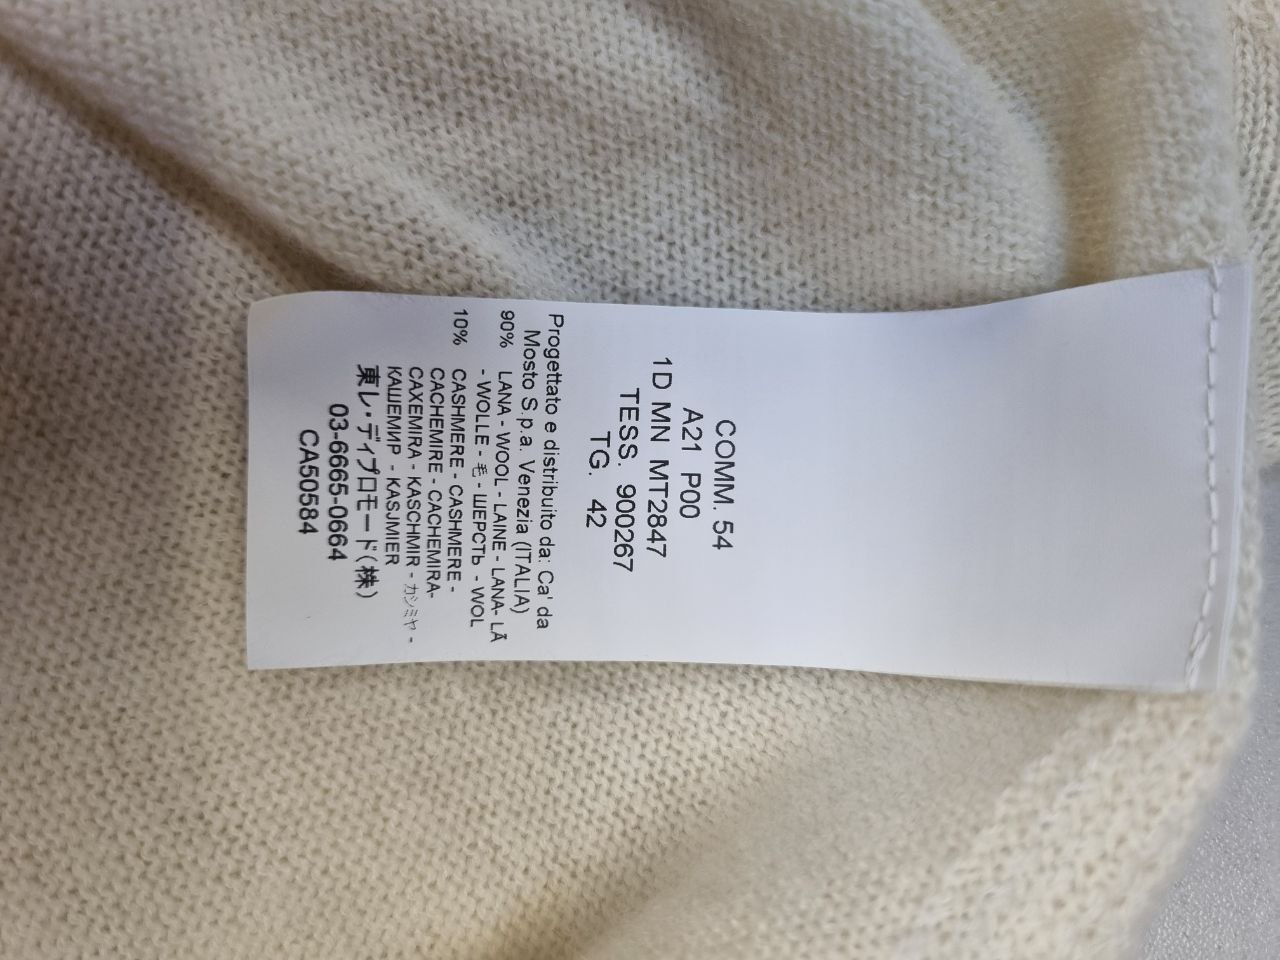 COMM. 54
A21 P00
1D MN MT2847
TESS. 900267
TG. 42
Progettato e distribuito da: Ca' da
Mosto S.p.a. Venezia (ITALIA)
90% LANA - WOOL - LAINE - LANA- LÃ
- WOLLE - 毛 - ШЕРСТЬ - WOL
10% CASHMERE - CASHMERE -
CACHEMIRE - CACHEMIRA-
CAXEMIRA - KASCHMIR - カシミヤ -
КАШЕМИР - KASJMIER
東レ・ディプロモード(株)
03-6665-0664
CA50584